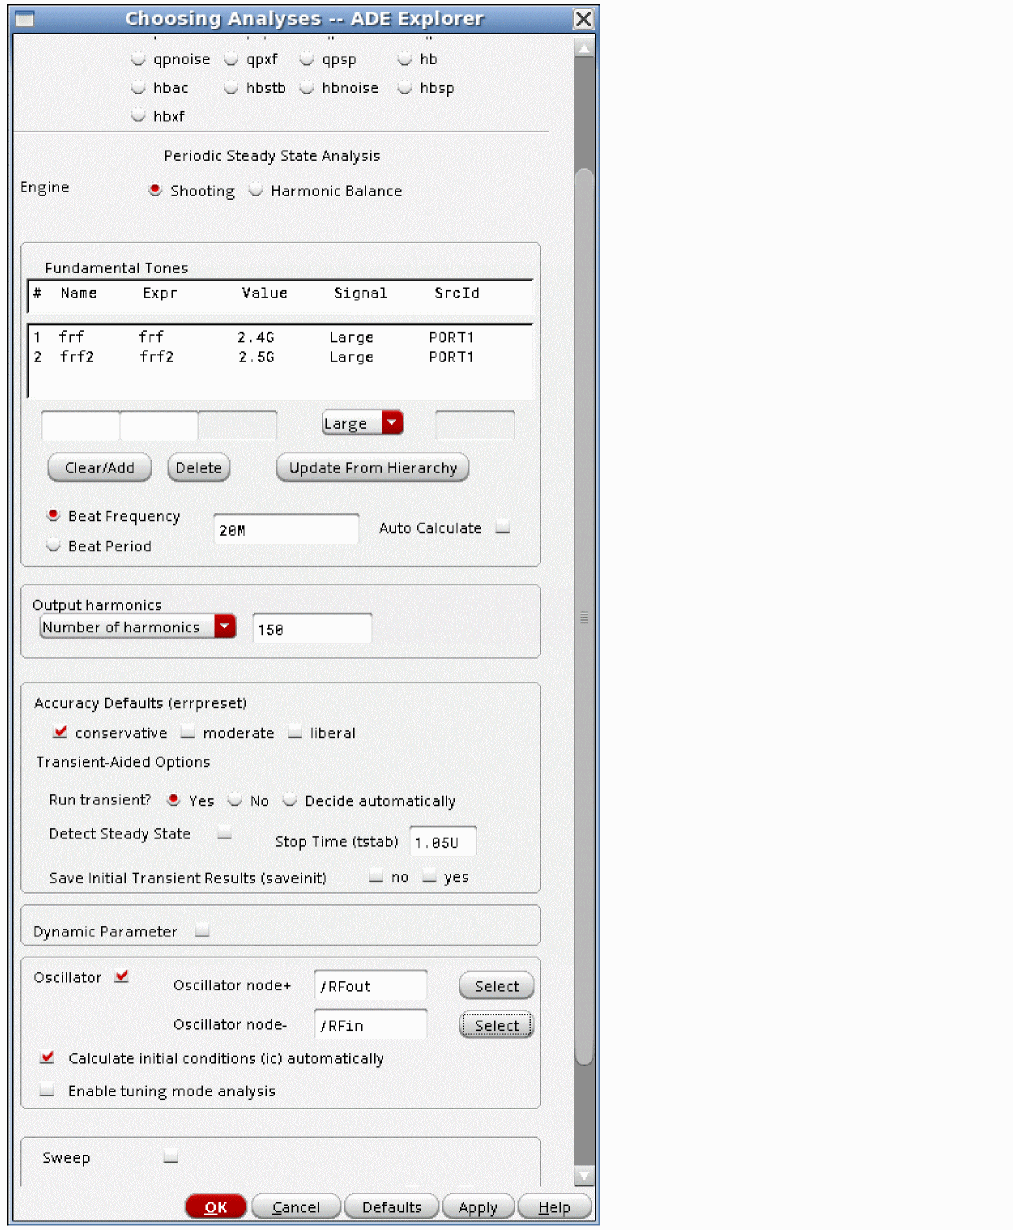 Choosing Analyses -- ADE Explorer
qpnoise qpxf qpsp hb
hbac hbstb hbnoise hbsp
hbxf
Periodic Steady State Analysis
Engine Shooting Harmonic Balance
Fundamental Tones
# Name Expr Value Signal SrcId
1 frf frf 2.4G Large PORT1
2 frf2 frf2 2.5G Large PORT1
Large
Clear/Add Delete Update From Hierarchy
Beat Frequency 20M Auto Calculate
Beat Period
Output harmonics
Number of harmonics 150
Accuracy Defaults (errpreset)
conservative moderate liberal
Transient-Aided Options
Run transient? Yes No Decide automatically
Detect Steady State Stop Time (tstab) 1.05U
Save Initial Transient Results (saveinit) no yes
Dynamic Parameter
Oscillator Oscillator node+ /RFout Select
Oscillator node- /RFin Select
Calculate initial conditions (ic) automatically
Enable tuning mode analysis
Sweep
OK Cancel Defaults Apply Help